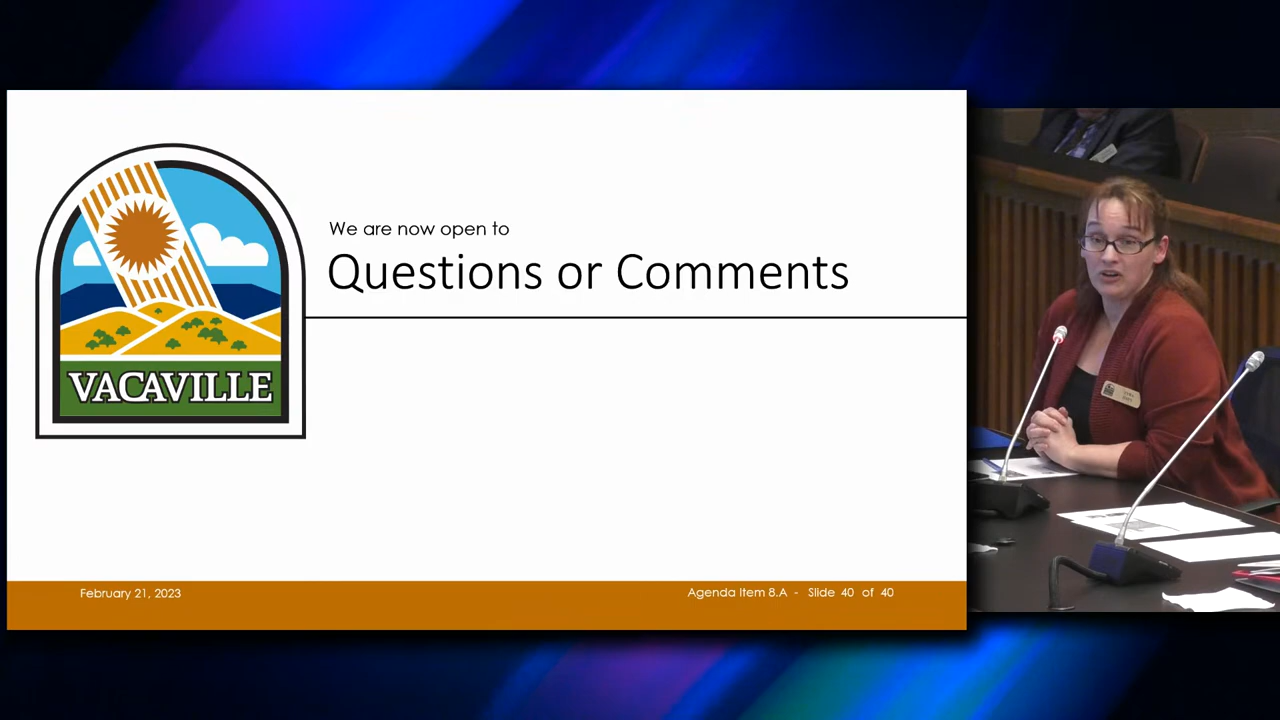 We are now open to
Questions or Comments
VACAVILLE
February 21, 2023
Agenda Item 8.A - Slide 40 of 40